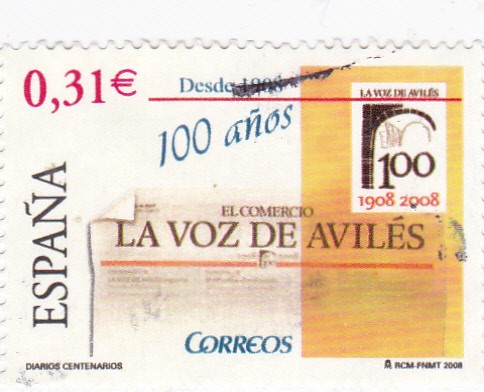 0,31€
Desde 1908
100 años
LA VOZ DE AVILÉS
100
1908 2008
ESPAÑA
EL COMERCIO
LA VOZ DE AVILÉS
CORREOS
DIARIOS CENTENARIOS
RCM-FNMT 2008